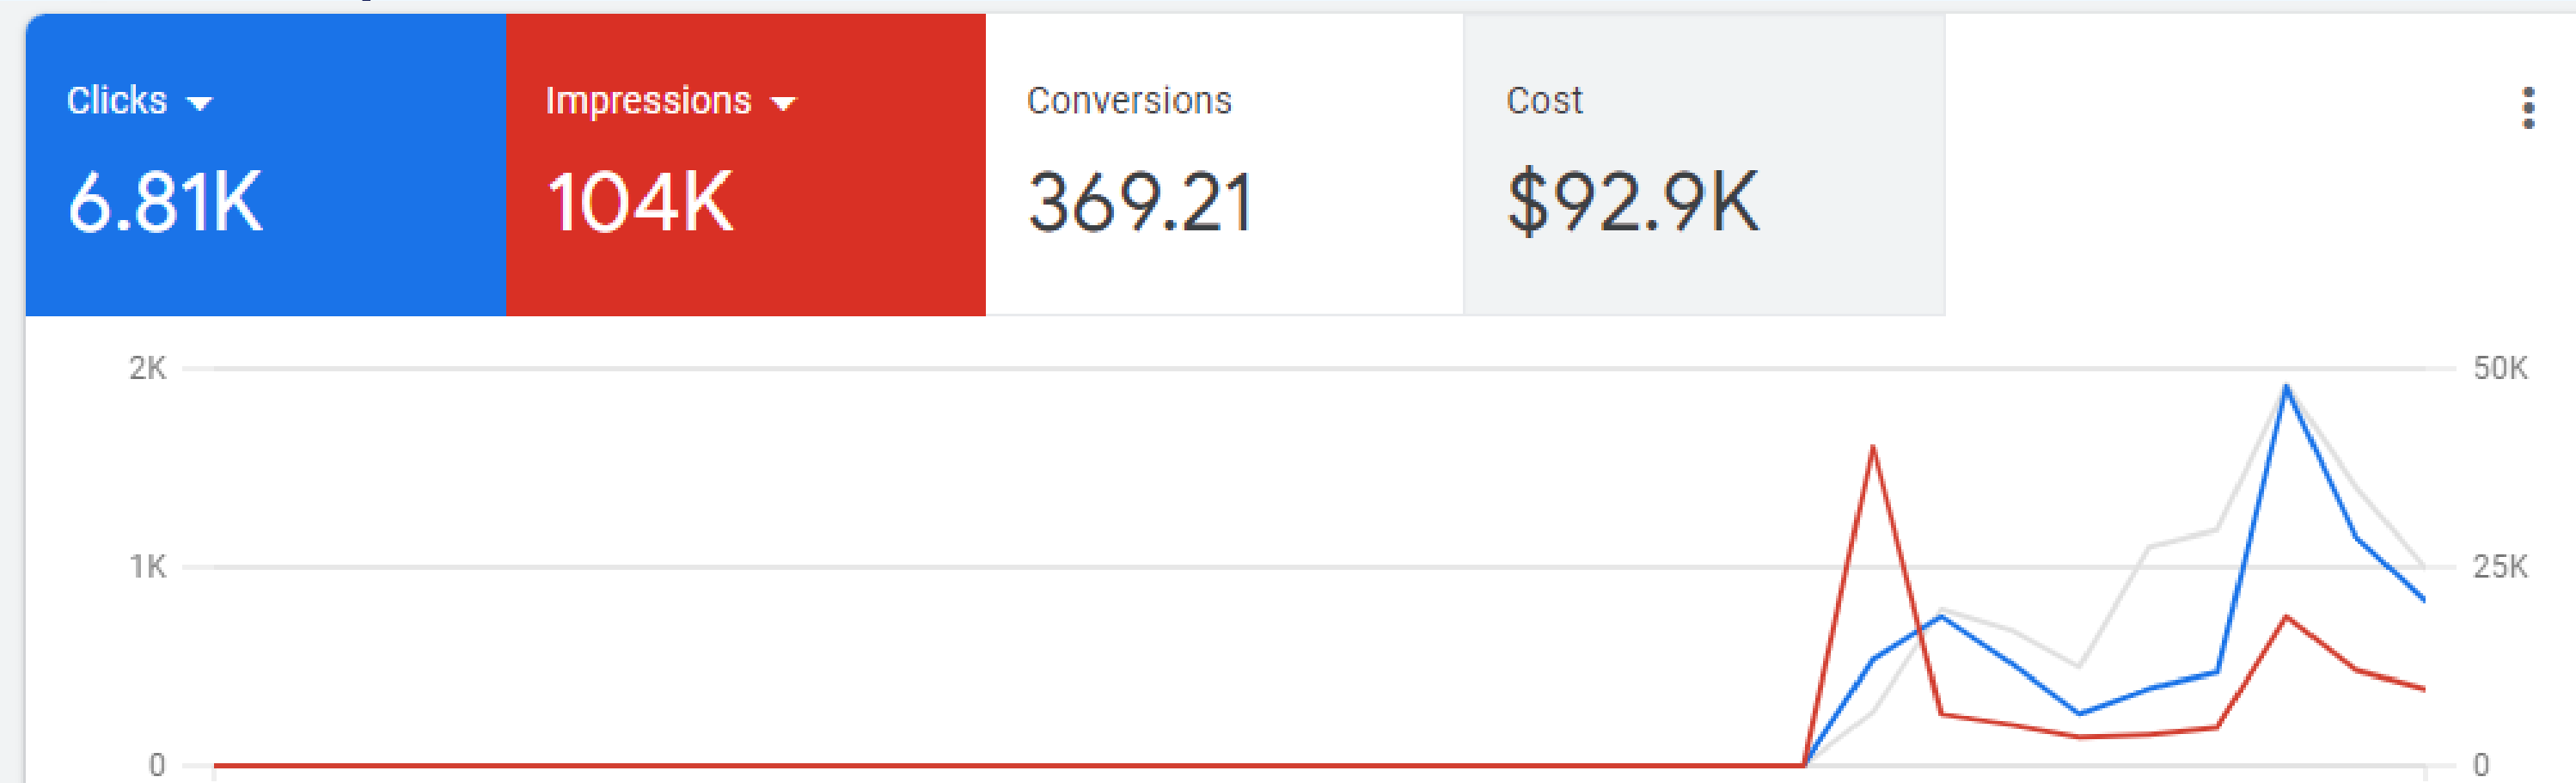 Clicks
6.81K
Impressions
104K
Conversions
369.21
Cost
$92.9K
2K
50K
1K
25K
0
0